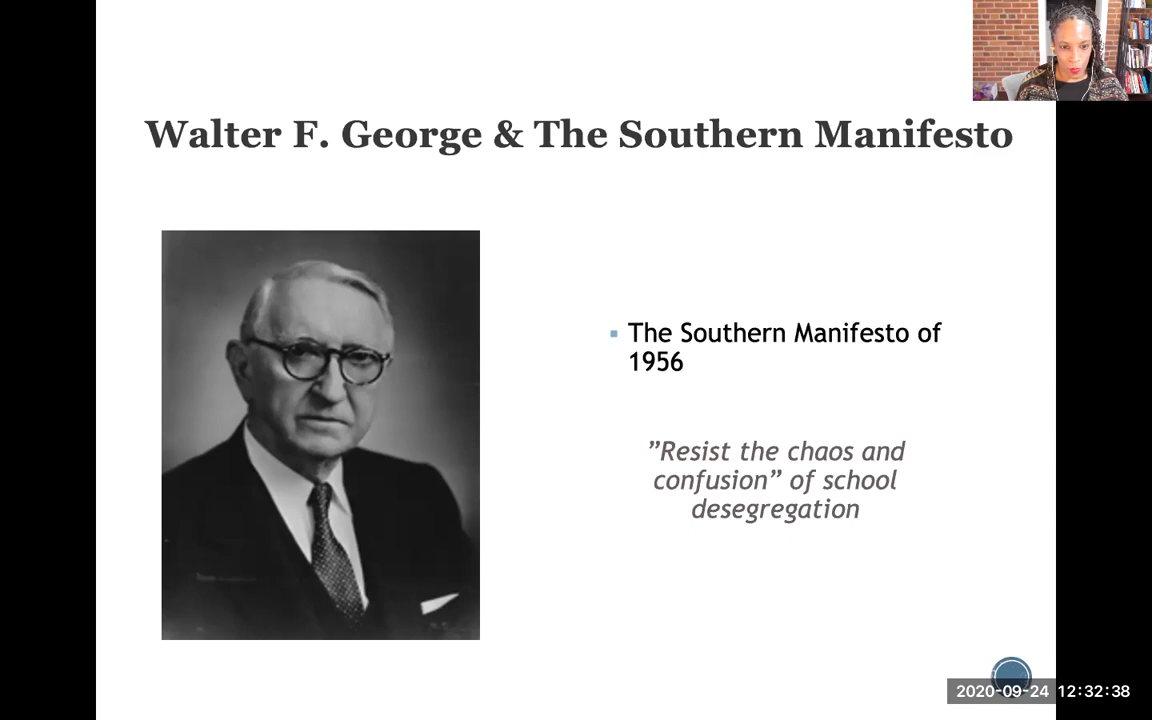 Walter F. George & The Southern Manifesto
▪ The Southern Manifesto of
1956
”Resist the chaos and
confusion” of school
desegregation
2020-09-24 12:32:38